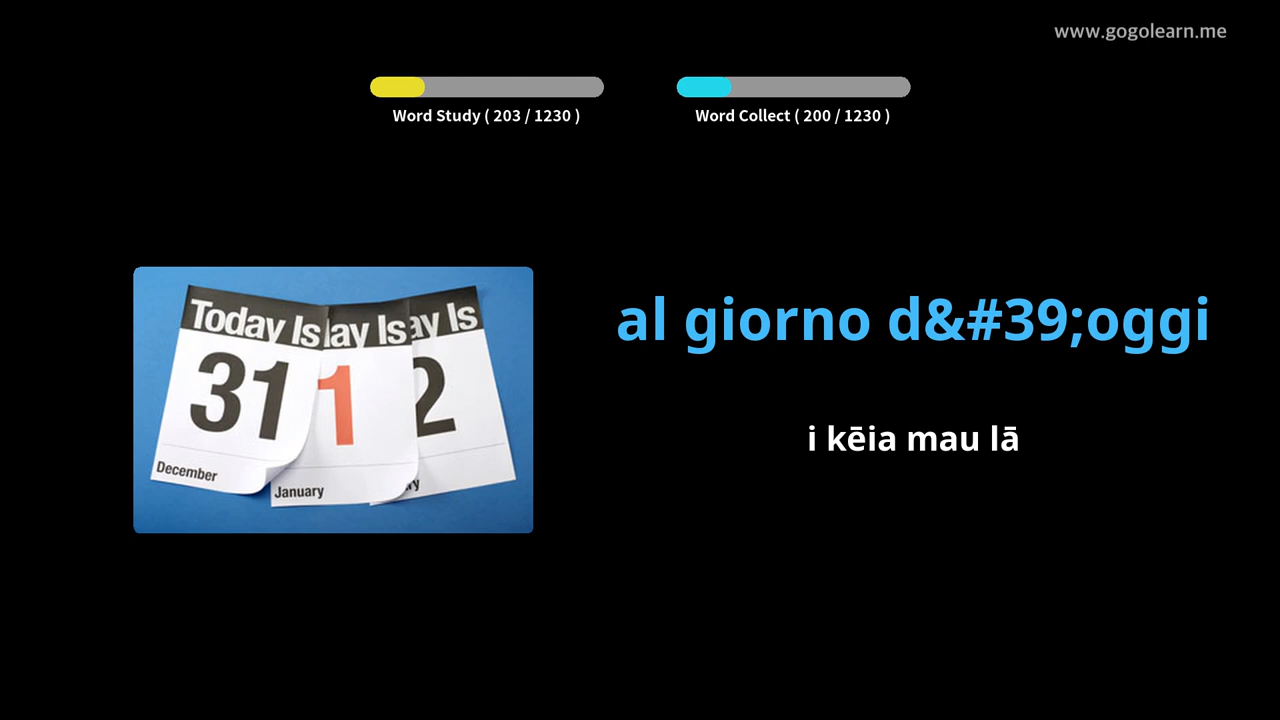 www.gogolearn.me
Word Study ( 203 / 1230 )
Word Collect ( 200 / 1230 )
Today Is
31
December
ay Is
1
January
ay Is
2
ry
al giorno d&#39;oggi
i kēia mau lā